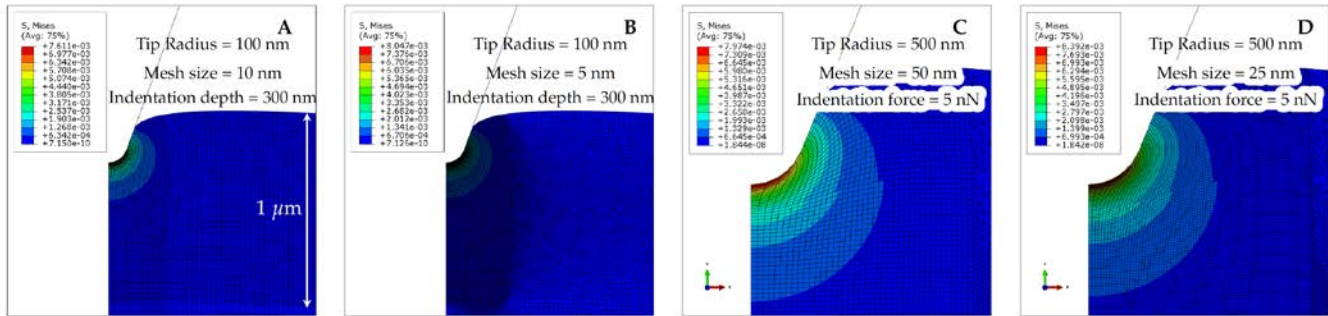 A
S, Mises
(Avg: 75%)
+7.611e-03
+6.977e-03
+6.342e-03
+5.708e-03
+5.074e-03
+4.440e-03
+3.805e-03
+3.171e-03
+2.537e-03
+1.903e-03
+1.268e-03
+6.342e-04
+7.150e-10
Tip Radius = 100 nm
Mesh size = 10 nm
Indentation depth = 300 nm
1 μm
B
S, Mises
(Avg: 75%)
+8.047e-03
+7.376e-03
+6.706e-03
+6.035e-03
+5.365e-03
+4.694e-03
+4.023e-03
+3.353e-03
+2.682e-03
+2.012e-03
+1.341e-03
+6.706e-04
+7.126e-10
Tip Radius = 100 nm
Mesh size = 5 nm
Indentation depth = 300 nm
C
S, Mises
(Avg: 75%)
+7.974e-03
+7.309e-03
+6.645e-03
+5.980e-03
+5.316e-03
+4.651e-03
+3.987e-03
+3.322e-03
+2.658e-03
+1.993e-03
+1.329e-03
+6.645e-04
+1.844e-08
Tip Radius = 500 nm
Mesh size = 50 nm
Indentation force = 5 nN
D
S, Mises
(Avg: 75%)
+8.392e-03
+7.693e-03
+6.993e-03
+6.294e-03
+5.595e-03
+4.895e-03
+4.196e-03
+3.497e-03
+2.797e-03
+2.098e-03
+1.399e-03
+6.993e-04
+1.842e-08
Tip Radius = 500 nm
Mesh size = 25 nm
Indentation force = 5 nN